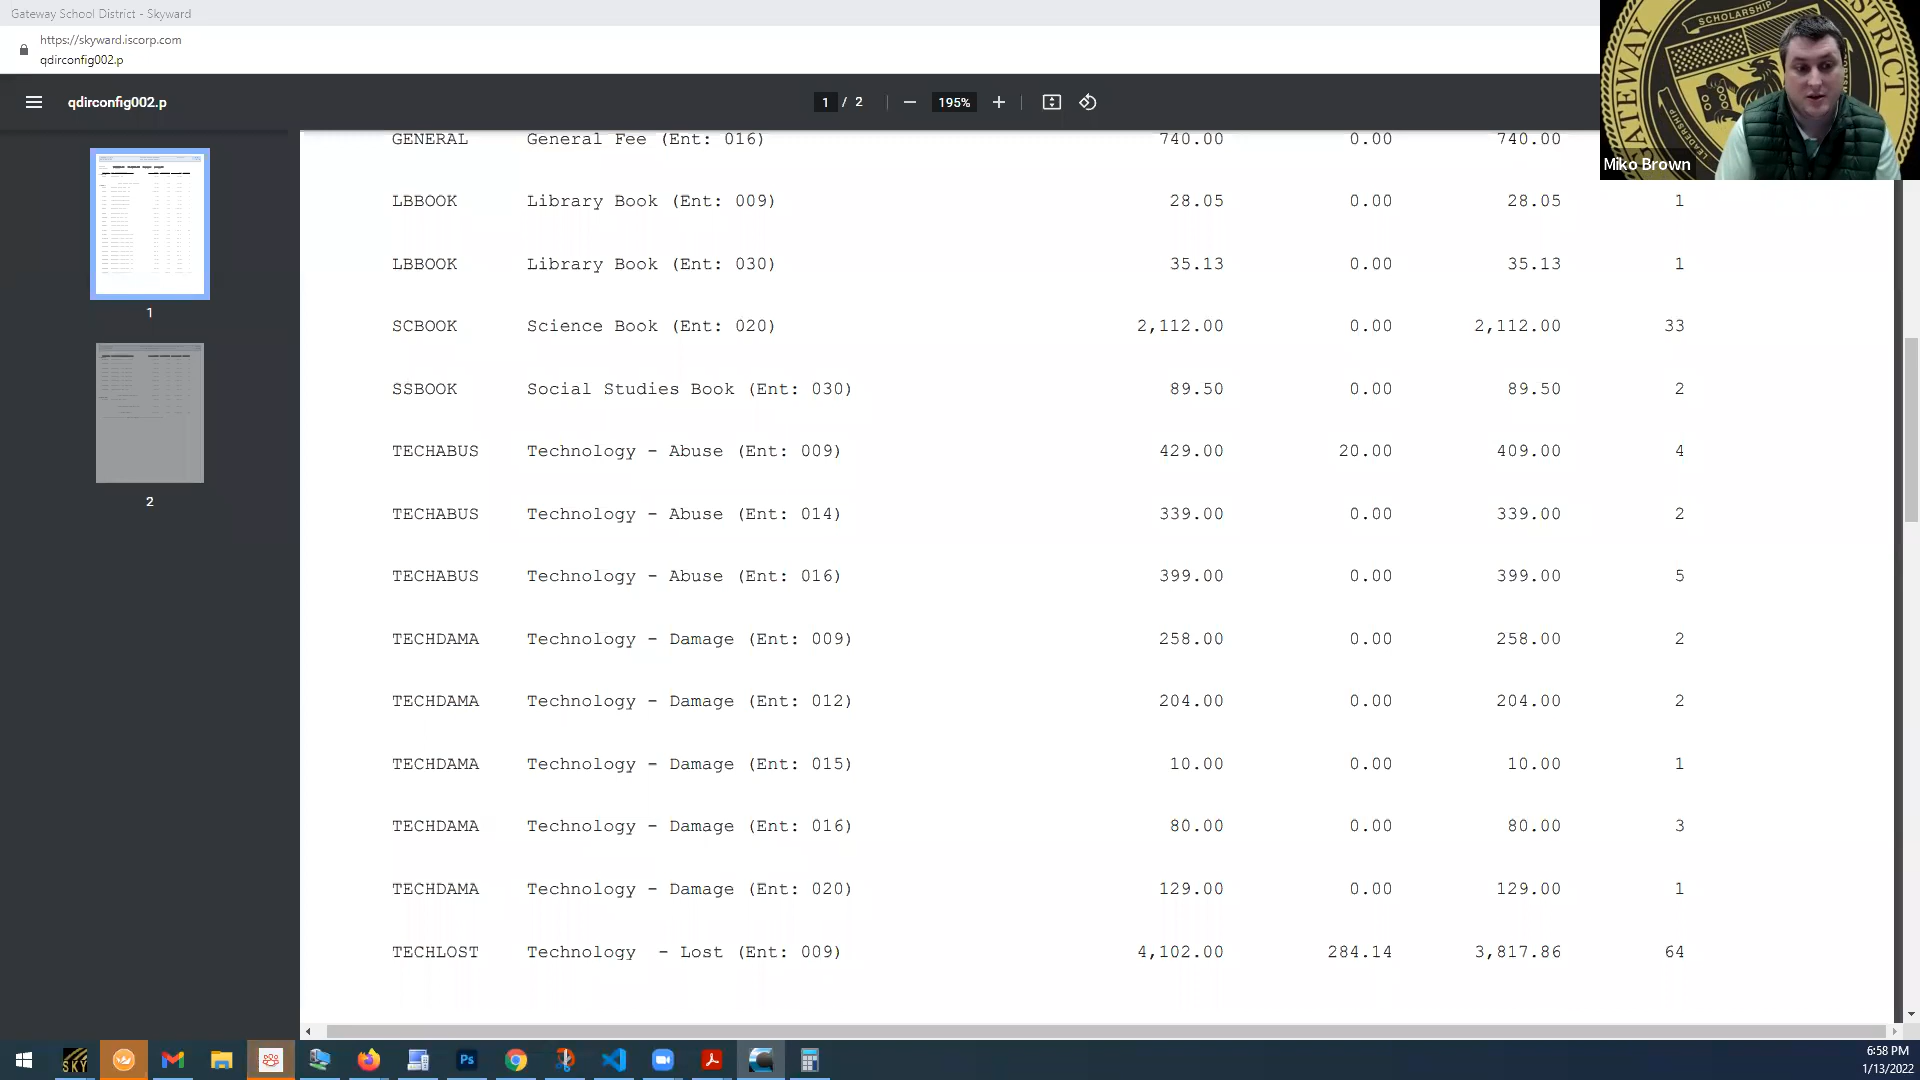 Gateway School District - Skyward
https://skyward.iscorp.com
qdirconfig002.p
qdirconfig002.p
1 / 2 195%
GENERAL General Fee (Ent: 016) 740.00 0.00 740.00
LBBOOK Library Book (Ent: 009) 28.05 0.00 28.05 1
LBBOOK Library Book (Ent: 030) 35.13 0.00 35.13 1
SCBOOK Science Book (Ent: 020) 2,112.00 0.00 2,112.00 33
SSBOOK Social Studies Book (Ent: 030) 89.50 0.00 89.50 2
TECHABUS Technology - Abuse (Ent: 009) 429.00 20.00 409.00 4
TECHABUS Technology - Abuse (Ent: 014) 339.00 0.00 339.00 2
TECHABUS Technology - Abuse (Ent: 016) 399.00 0.00 399.00 5
TECHDAMA Technology - Damage (Ent: 009) 258.00 0.00 258.00 2
TECHDAMA Technology - Damage (Ent: 012) 204.00 0.00 204.00 2
TECHDAMA Technology - Damage (Ent: 015) 10.00 0.00 10.00 1
TECHDAMA Technology - Damage (Ent: 016) 80.00 0.00 80.00 3
TECHDAMA Technology - Damage (Ent: 020) 129.00 0.00 129.00 1
TECHLOST Technology - Lost (Ent: 009) 4,102.00 284.14 3,817.86 64
1
2
GATEWAY
SCHOLARSHIP
DISTRICT
LEADERSHIP
Miko Brown
SKY
Ps
6:58 PM
1/13/2022